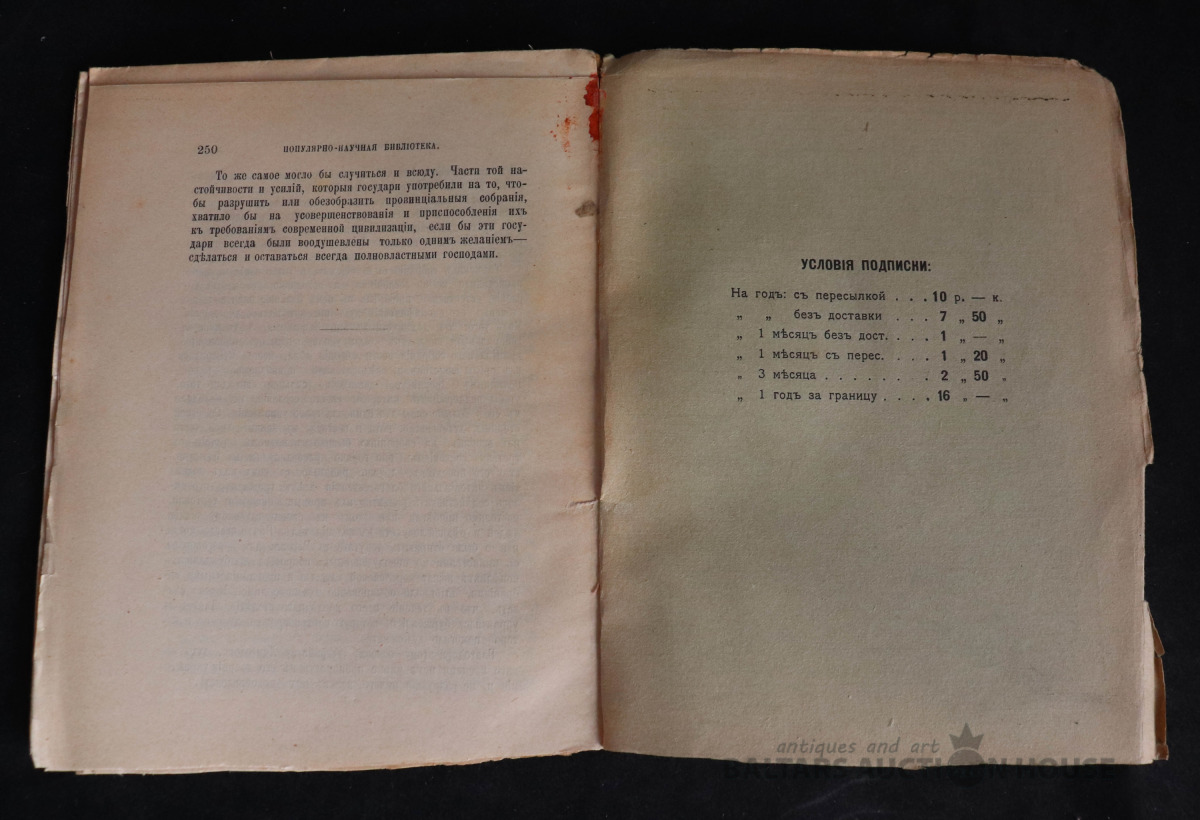 250 ПОПУЛЯРНО-НАУЧНАЯ БИБЛІОТЕКА.
То же самое могло бы случиться и всюду. Части той на-
стойчивости и усилій, которыя государи употребили на то, что-
бы разрушить или обезобразить провинціальныя собранія,
хватило бы на усовершенствованія и приспособленія ихъ
къ требованіямъ современной цивилизаціи, если бы эти госу-
дари всегда были воодушевлены только однимъ желаніемъ—
сдѣлаться и оставаться всегда полновластными господами.
УСЛОВІЯ ПОДПИСКИ:
На годъ: съ пересылкой . . . 10 р. — к.
„ „ безъ доставки . . . 7 „ 50 „
„ 1 мѣсяцъ безъ дост. . . . 1 „ — „
„ 1 мѣсяцъ съ перес. . . . 1 „ 20 „
„ 3 мѣсяца . . . . . . . . 2 „ 50 „
„ 1 годъ за границу . . . . 16 „ — „
antiques and art
BALTARS AUCTION HOUSE